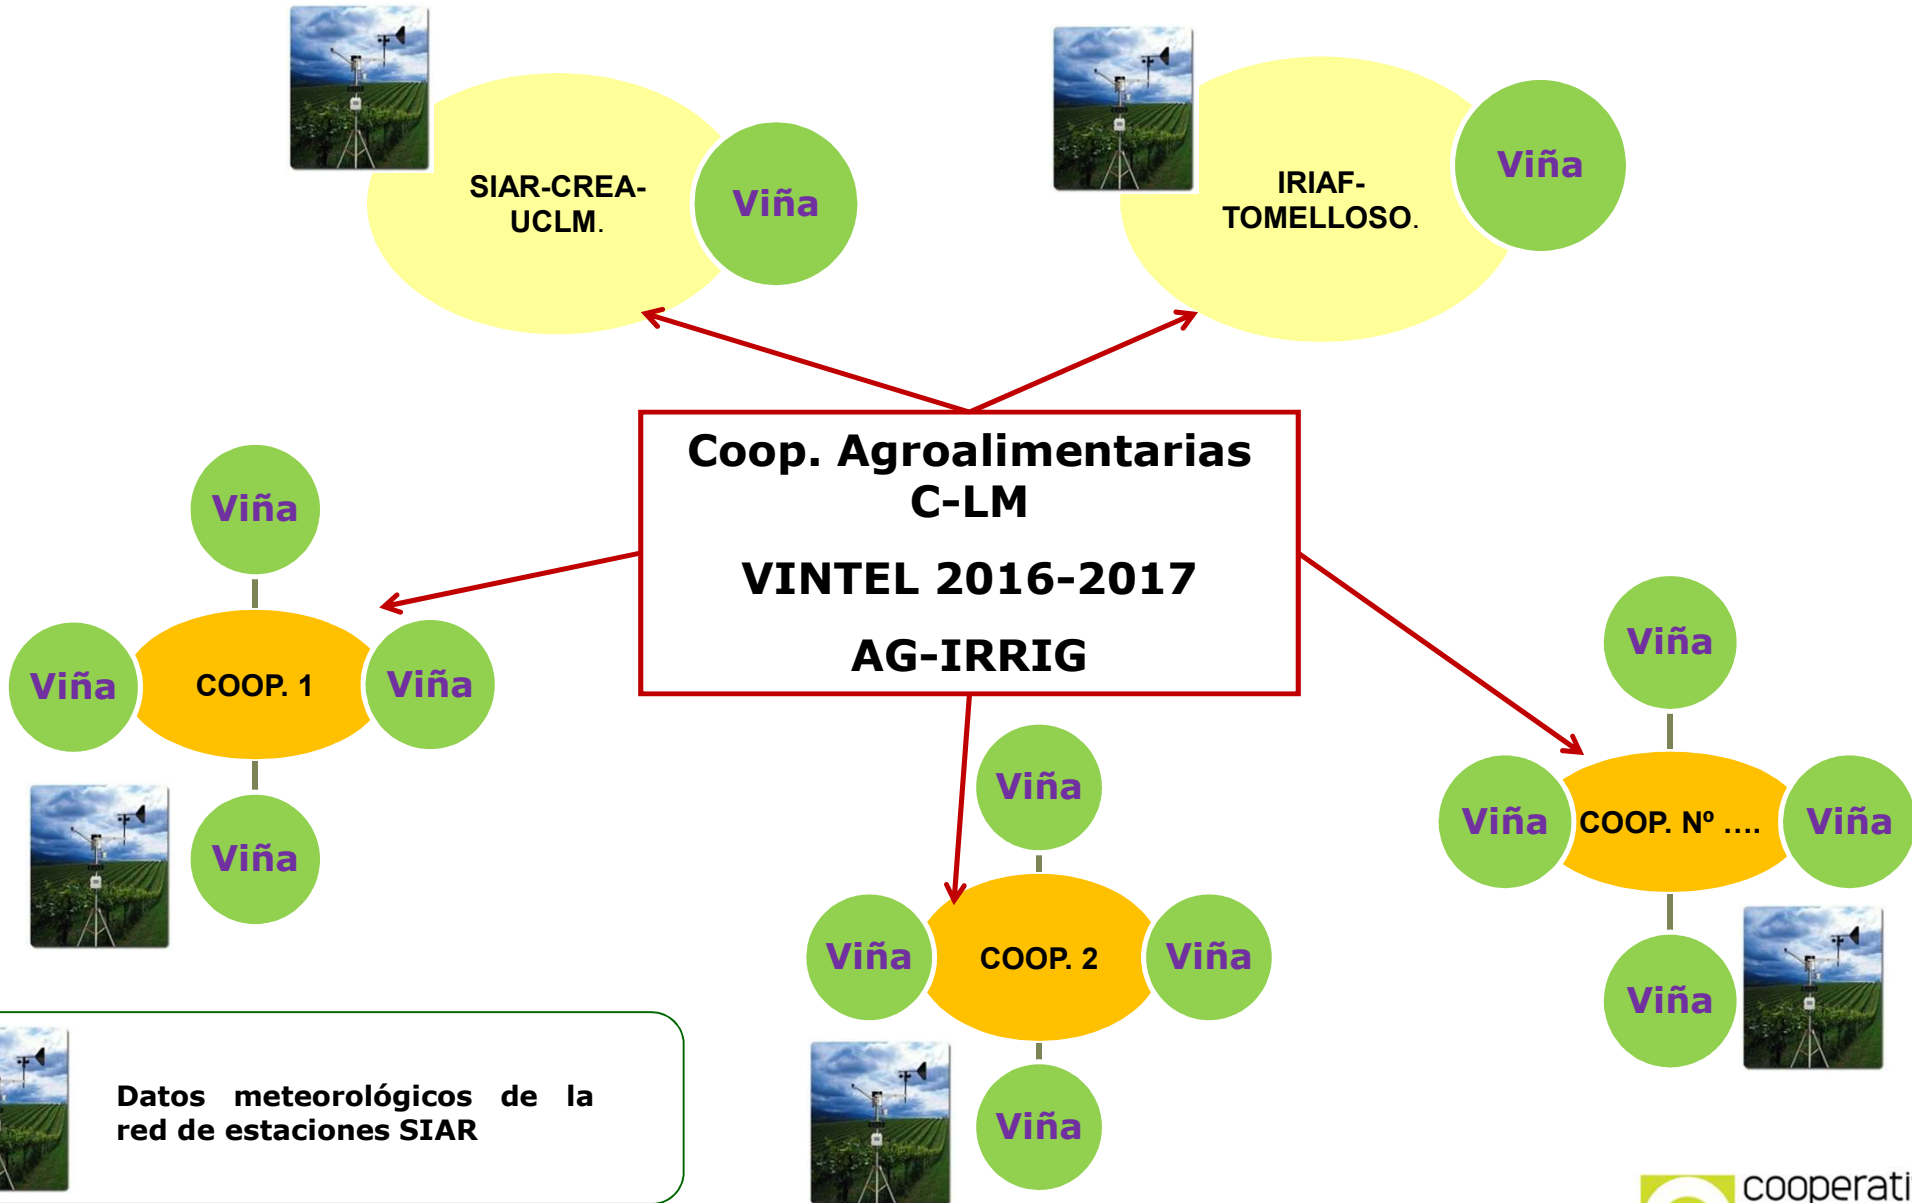 SIAR-CREA-
UCLM.
Viña
IRIAF-
TOMELLOSO.
Viña
Coop. Agroalimentarias
C-LM
VINTEL 2016-2017
AG-IRRIG
Viña
Viña
COOP. 1
Viña
Viña
Viña
Viña
COOP. 2
Viña
Viña
Viña
Viña
COOP. Nº ....
Viña
Viña
Datos meteorológicos de la
red de estaciones SIAR
cooperati